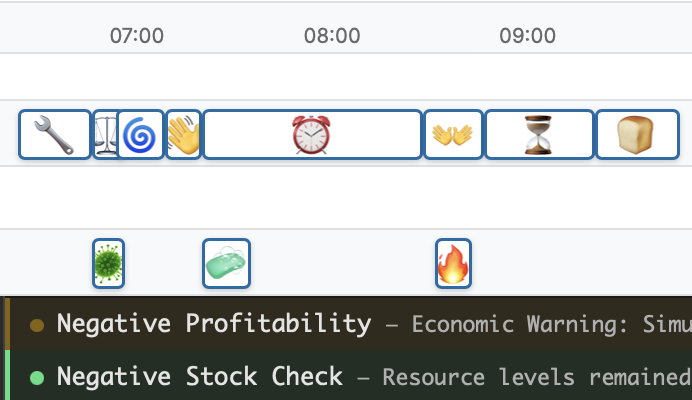 07:00 08:00 09:00
Negative Profitability – Economic Warning: Simu
Negative Stock Check – Resource levels remained